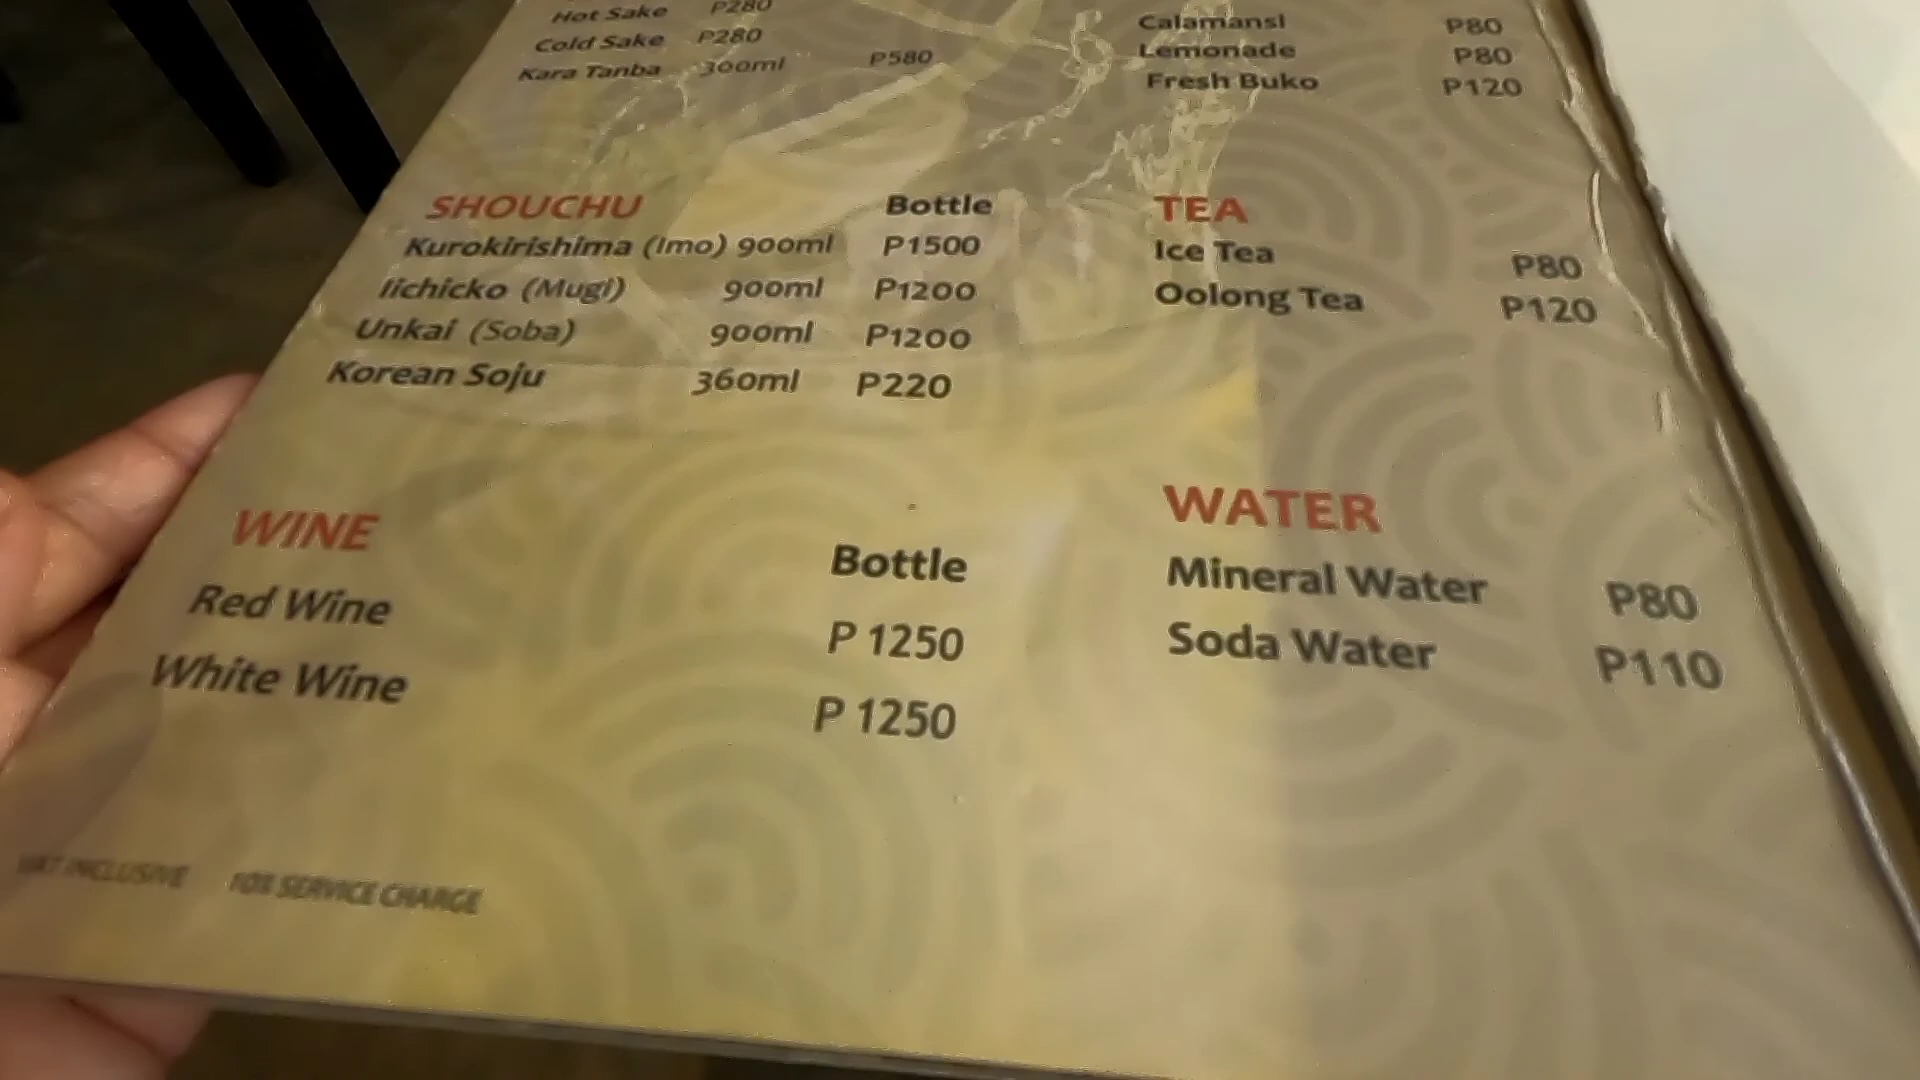 Hot Sake P280
Cold Sake P280
Kara Tanba 300ml P580
Calamansi P80
Lemonade P80
Fresh Buko P120
SHOUCHU Bottle
Kurokirishima (Imo) 900ml P1500
Iichicko (Mugi) 900ml P1200
Unkai (Soba) 900ml P1200
Korean Soju 360ml P220
TEA
Ice Tea P80
Oolong Tea P120
WINE Bottle
Red Wine P 1250
White Wine P 1250
WATER
Mineral Water P80
Soda Water P110
VAT INCLUSIVE 10% SERVICE CHARGE